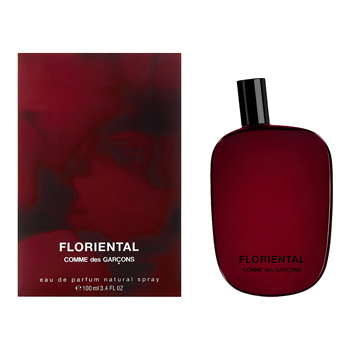 FLORIENTAL
COMME des GARÇONS
eau de parfum natural spray
℮ 100 ml 3.4 FL OZ
FLORIENTAL
COMME des GARÇONS